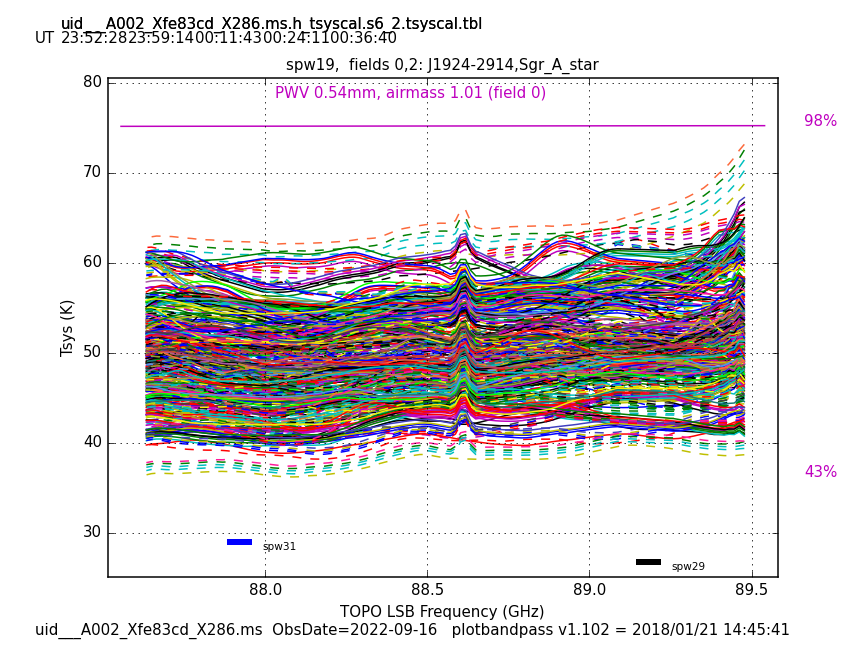 uid___A002_Xfe83cd_X286.ms.h_tsyscal.s6_2.tsyscal.tbl
UT 23:52:2823:59:1400:11:4300:24:1100:36:40
spw19,  fields 0,2: J1924-2914,Sgr_A_star
PWV 0.54mm, airmass 1.01 (field 0)
98%
43%
80
70
60
50
40
30
Tsys (K)
spw31
spw29
88.0 88.5 89.0 89.5
TOPO LSB Frequency (GHz)
uid___A002_Xfe83cd_X286.ms  ObsDate=2022-09-16   plotbandpass v1.102 = 2018/01/21 14:45:41